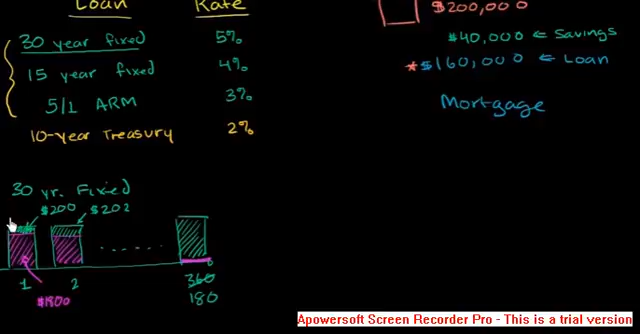 Loan Rate
30 year fixed 5%
15 year fixed 4%
5/1 ARM 3%
10-year Treasury 2%
$200,000
$40,000 ← Savings
*$160,000 ← Loan
Mortgage
30 yr. Fixed
$200 $202
1 2 360
$1800 180
Apowersoft Screen Recorder Pro - This is a trial version